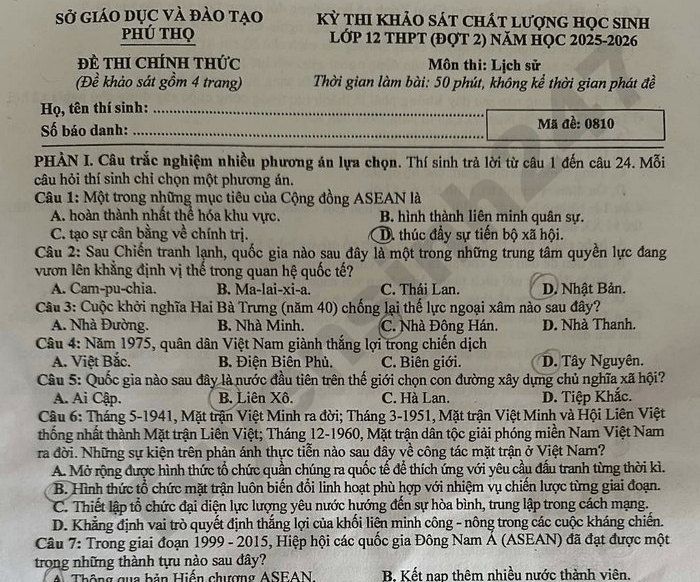 SỞ GIÁO DỤC VÀ ĐÀO TẠO
PHÚ THỌ
KỲ THI KHẢO SÁT CHẤT LƯỢNG HỌC SINH
LỚP 12 THPT (ĐỢT 2) NĂM HỌC 2025-2026
ĐỀ THI CHÍNH THỨC
(Đề khảo sát gồm 4 trang)
Môn thi: Lịch sử
Thời gian làm bài: 50 phút, không kể thời gian phát đề
Họ, tên thí sinh: ......................................................
Số báo danh: ......................................................
Mã đề: 0810
PHẦN I. Câu trắc nghiệm nhiều phương án lựa chọn. Thí sinh trả lời từ câu 1 đến câu 24. Mỗi
câu hỏi thí sinh chỉ chọn một phương án.
Câu 1: Một trong những mục tiêu của Cộng đồng ASEAN là
A. hoàn thành nhất thể hóa khu vực. B. hình thành liên minh quân sự.
C. tạo sự cân bằng về chính trị. D. thúc đẩy sự tiến bộ xã hội.
Câu 2: Sau Chiến tranh lạnh, quốc gia nào sau đây là một trong những trung tâm quyền lực đang
vươn lên khẳng định vị thế trong quan hệ quốc tế?
A. Cam-pu-chia. B. Ma-lai-xi-a. C. Thái Lan. D. Nhật Bản.
Câu 3: Cuộc khởi nghĩa Hai Bà Trưng (năm 40) chống lại thế lực ngoại xâm nào sau đây?
A. Nhà Đường. B. Nhà Minh. C. Nhà Đông Hán. D. Nhà Thanh.
Câu 4: Năm 1975, quân dân Việt Nam giành thắng lợi trong chiến dịch
A. Việt Bắc. B. Điện Biên Phủ. C. Biên giới. D. Tây Nguyên.
Câu 5: Quốc gia nào sau đây là nước đầu tiên trên thế giới chọn con đường xây dựng chủ nghĩa xã hội?
A. Ai Cập. B. Liên Xô. C. Hà Lan. D. Tiệp Khắc.
Câu 6: Tháng 5-1941, Mặt trận Việt Minh ra đời; Tháng 3-1951, Mặt trận Việt Minh và Hội Liên Việt
thống nhất thành Mặt trận Liên Việt; Tháng 12-1960, Mặt trận dân tộc giải phóng miền Nam Việt Nam
ra đời. Những sự kiện trên phản ánh thực tiễn nào sau đây về công tác mặt trận ở Việt Nam?
A. Mở rộng được hình thức tổ chức quần chúng ra quốc tế để thích ứng với yêu cầu đấu tranh từng thời kì.
B. Hình thức tổ chức mặt trận luôn biến đổi linh hoạt phù hợp với nhiệm vụ chiến lược từng giai đoạn.
C. Thiết lập tổ chức đại diện lực lượng yêu nước hướng đến sự hòa bình, trung lập trong cách mạng.
D. Khẳng định vai trò quyết định thắng lợi của khối liên minh công - nông trong các cuộc kháng chiến.
Câu 7: Trong giai đoạn 1999 - 2015, Hiệp hội các quốc gia Đông Nam Á (ASEAN) đã đạt được một
trong những thành tựu nào sau đây?
A. Thông qua bản Hiến chương ASEAN. B. Kết nạp thêm nhiều nước thành viên.